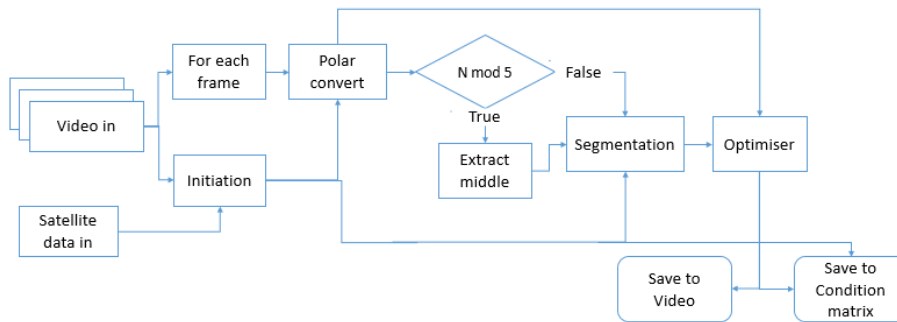 For each
frame
Polar
convert
N mod 5
False
True
Video in
Initiation
Extract
middle
Segmentation
Optimiser
Satellite
data in
Save to
Video
Save to
Condition
matrix